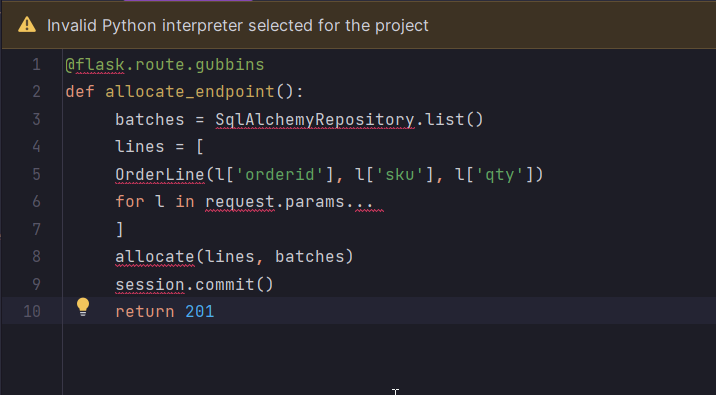 Invalid Python interpreter selected for the project
1 @flask.route.gubbins
2 def allocate_endpoint():
3 batches = SqlAlchemyRepository.list()
4 lines = [
5 OrderLine(l['orderid'], l['sku'], l['qty'])
6 for l in request.params...
7 ]
8 allocate(lines, batches)
9 session.commit()
10 return 201